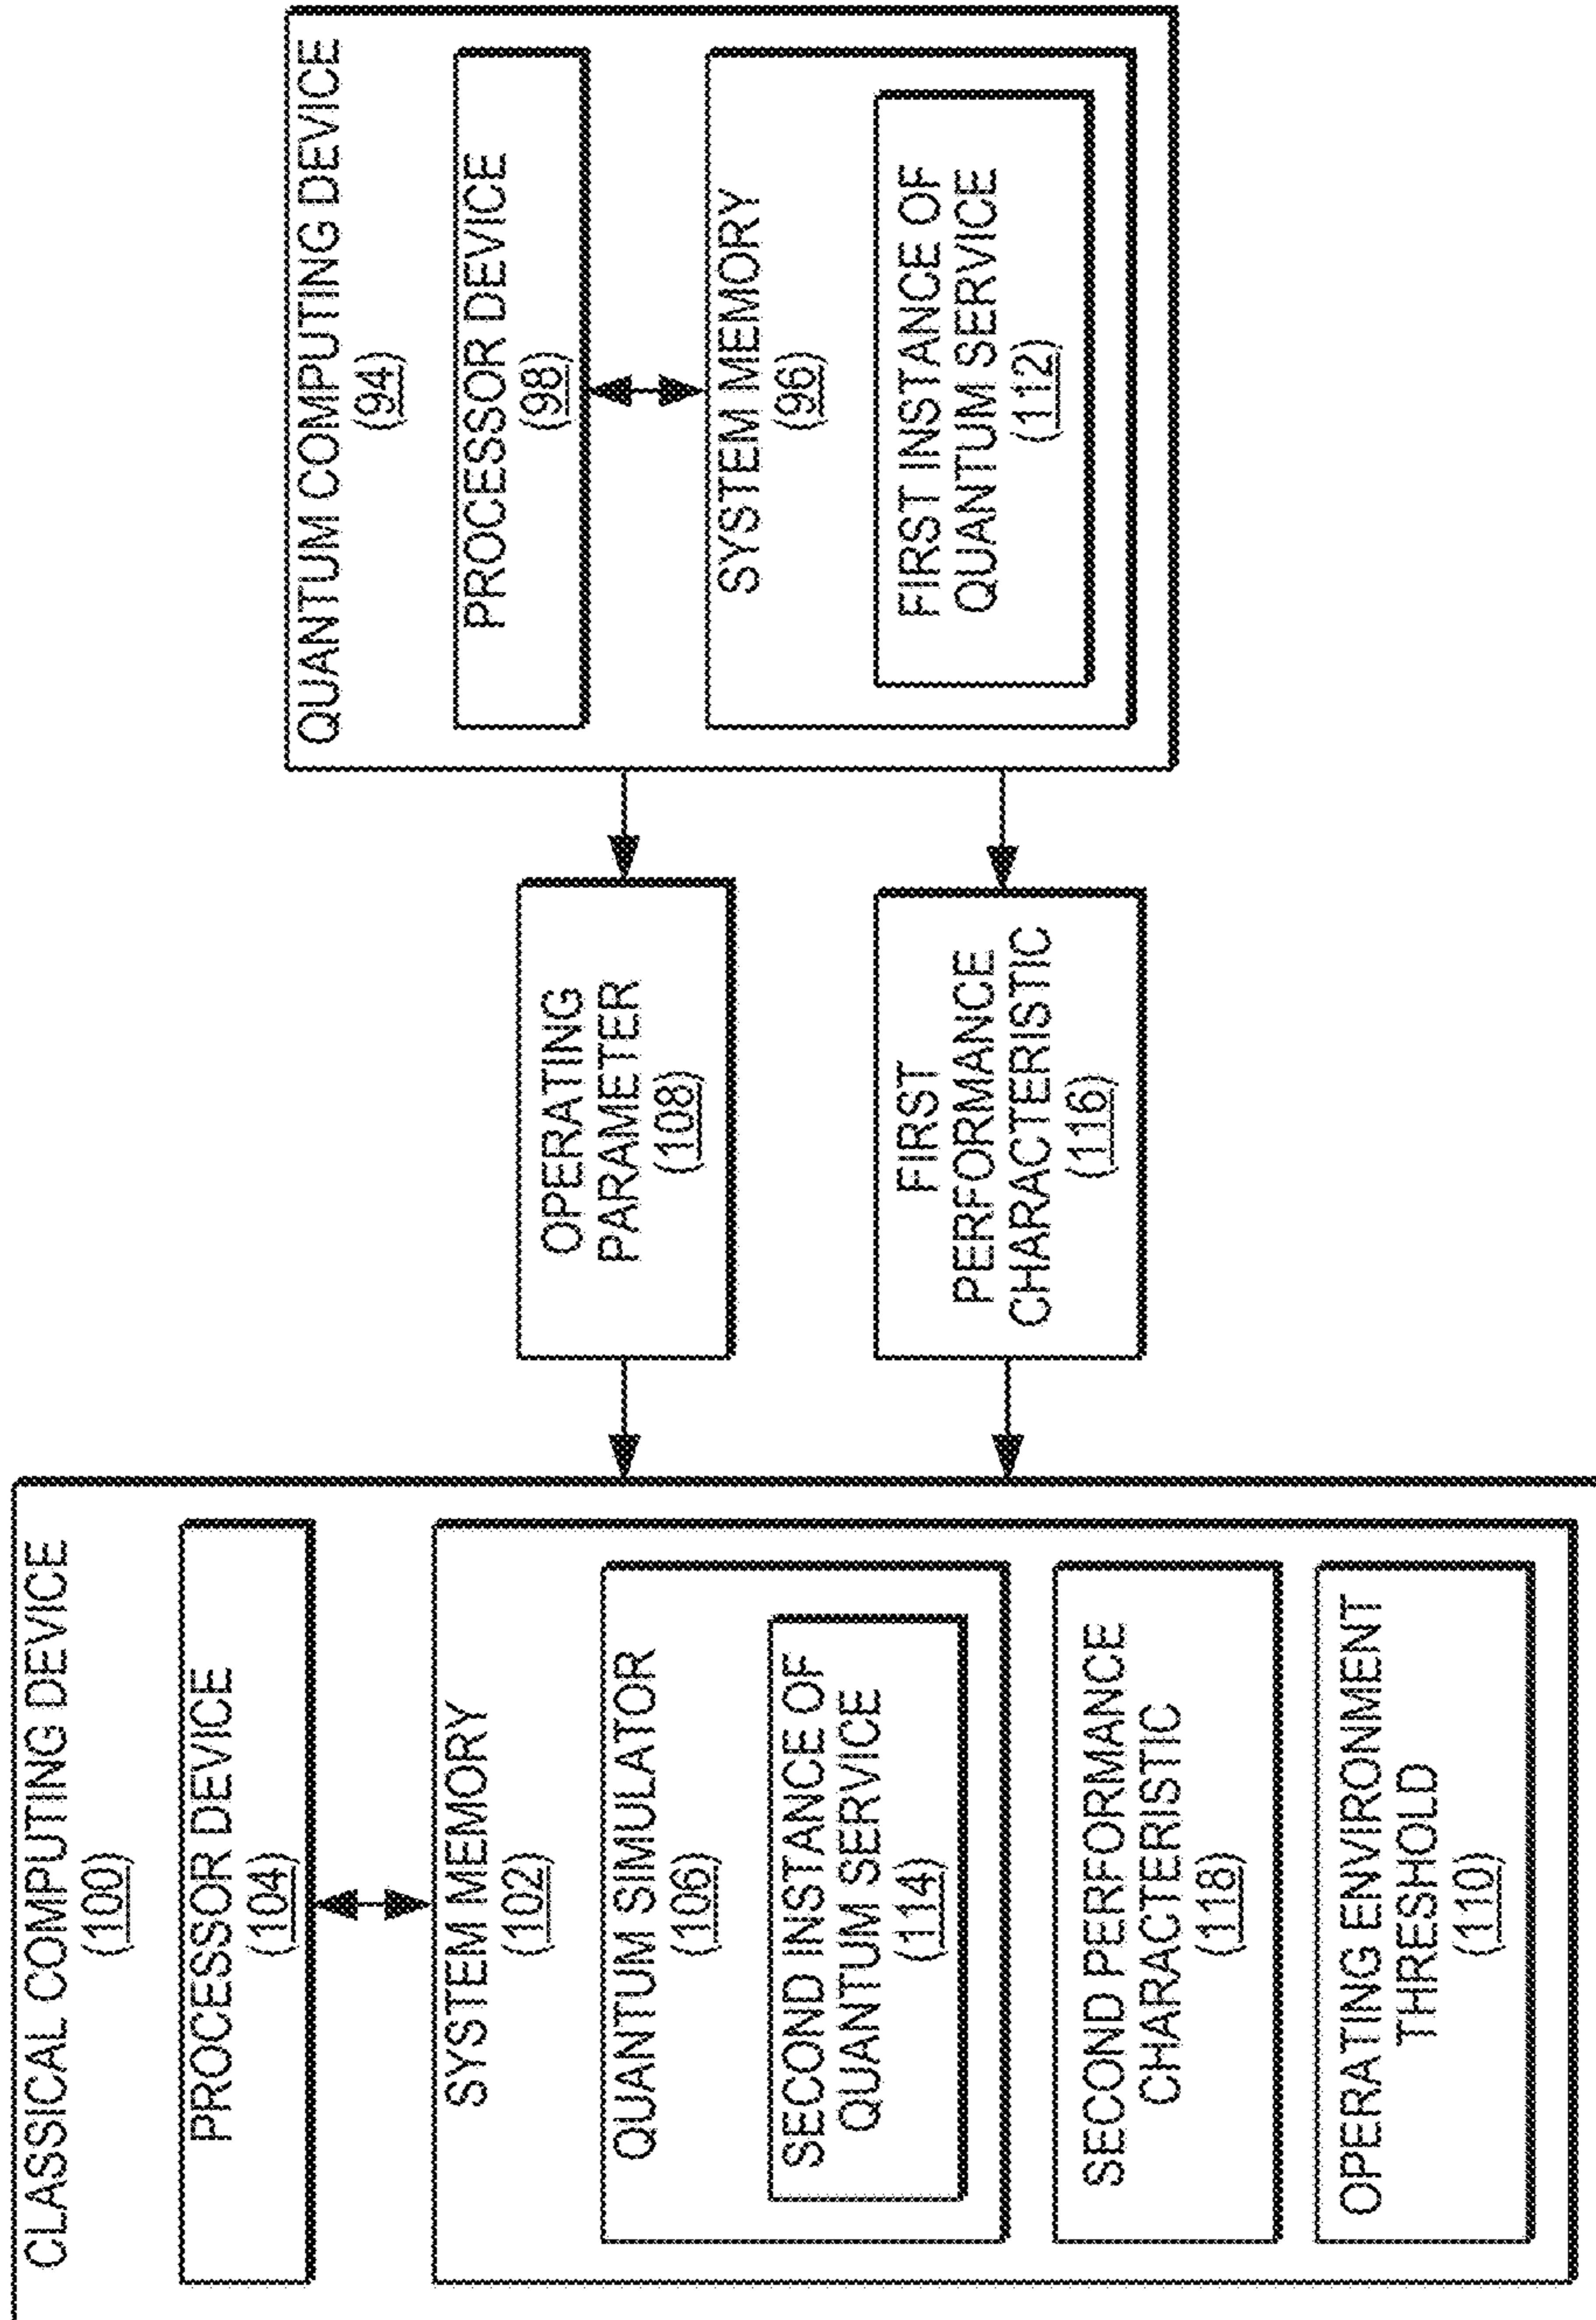 CLASSICAL COMPUTING DEVICE
(100)
PROCESSOR DEVICE
(104)
SYSTEM MEMORY
(102)
QUANTUM SIMULATOR
(106)
SECOND INSTANCE OF
QUANTUM SERVICE
(114)
SECOND PERFORMANCE
CHARACTERISTIC
(118)
OPERATING ENVIRONMENT
THRESHOLD
(110)
OPERATING
PARAMETER
(108)
FIRST
PERFORMANCE
CHARACTERISTIC
(116)
QUANTUM COMPUTING DEVICE
(94)
PROCESSOR DEVICE
(98)
SYSTEM MEMORY
(96)
FIRST INSTANCE OF
QUANTUM SERVICE
(112)